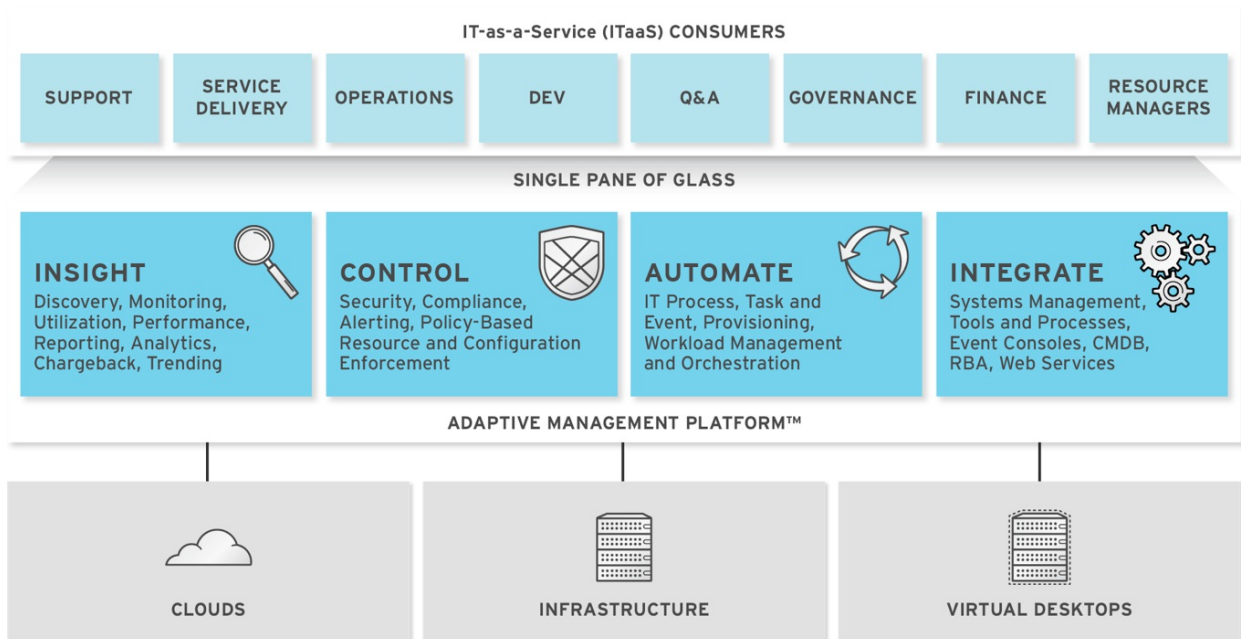 IT-as-a-Service (ITaaS) CONSUMERS
SUPPORT
SERVICE
DELIVERY
OPERATIONS
DEV
Q&A
GOVERNANCE
FINANCE
RESOURCE
MANAGERS
SINGLE PANE OF GLASS
INSIGHT
Discovery, Monitoring,
Utilization, Performance,
Reporting, Analytics,
Chargeback, Trending
CONTROL
Security, Compliance,
Alerting, Policy-Based
Resource and Configuration
Enforcement
AUTOMATE
IT Process, Task and
Event, Provisioning,
Workload Management
and Orchestration
INTEGRATE
Systems Management,
Tools and Processes,
Event Consoles, CMDB,
RBA, Web Services
ADAPTIVE MANAGEMENT PLATFORM™
CLOUDS
INFRASTRUCTURE
VIRTUAL DESKTOPS